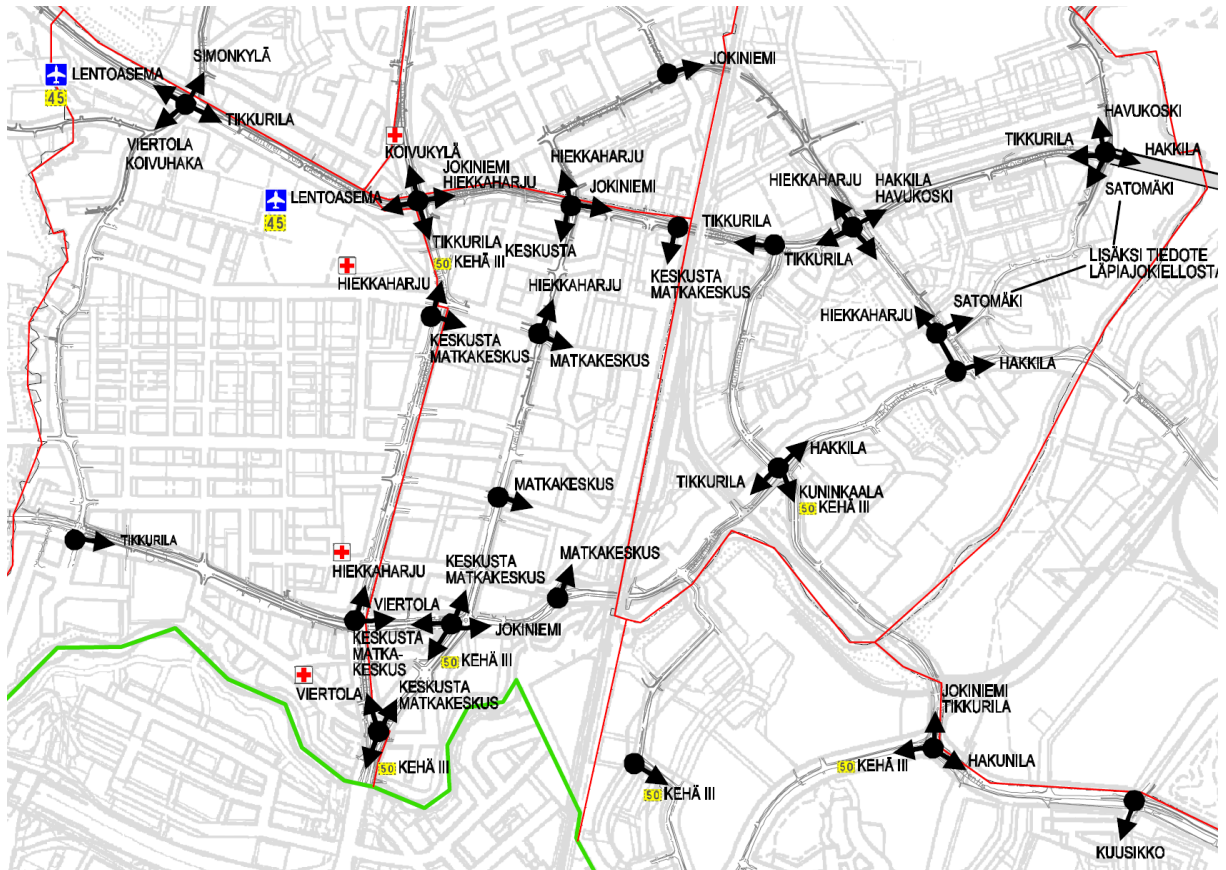 SIMONKYLÄ
LENTOASEMA
45
TIKKURILA
VIERTOLA
KOIVUHAKA
JOKINIEMI
HAVUKOSKI
TIKKURILA
HAKKILA
SATOMÄKI
KOIVUKYLÄ
JOKINIEMI
HIEKKAHARJU
LENTOASEMA
45
TIKKURILA
50 KEHÄ III
HIEKKAHARJU
JOKINIEMI
KESKUSTA
HIEKKAHARJU
HAKKILA
HAVUKOSKI
TIKKURILA
TIKKURILA
TIKKURILA
KESKUSTA
MATKAKESKUS
LISÄKSI TIEDOTE
LÄPIAJOKIELLOSTA
HIEKKAHARJU
KESKUSTA
MATKAKESKUS
HIEKKAHARJU
MATKAKESKUS
SATOMÄKI
HIEKKAHARJU
HAKKILA
HAKKILA
TIKKURILA
KUNINKAALA
50 KEHÄ III
MATKAKESKUS
TIKKURILA
HIEKKAHARJU
KESKUSTA
MATKAKESKUS
MATKAKESKUS
VIERTOLA
JOKINIEMI
KESKUSTA
MATKA-
KESKUS
50 KEHÄ III
VIERTOLA
KESKUSTA
MATKAKESKUS
50 KEHÄ III
50 KEHÄ III
JOKINIEMI
TIKKURILA
50 KEHÄ III
HAKUNILA
KUUSIKKO